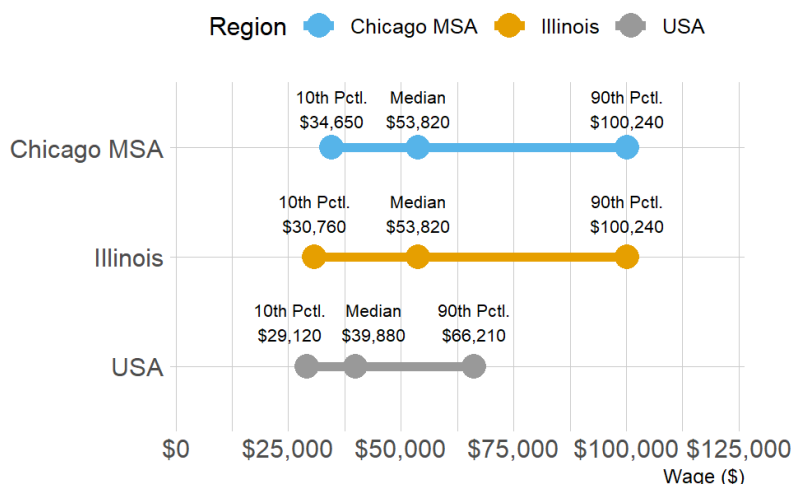 Region Chicago MSA Illinois USA
10th Pctl. Median 90th Pctl.
$34,650 $53,820 $100,240
Chicago MSA
10th Pctl. Median 90th Pctl.
$30,760 $53,820 $100,240
Illinois
10th Pctl. Median 90th Pctl.
$29,120 $39,880 $66,210
USA
$0 $25,000 $50,000 $75,000 $100,000 $125,000
Wage ($)